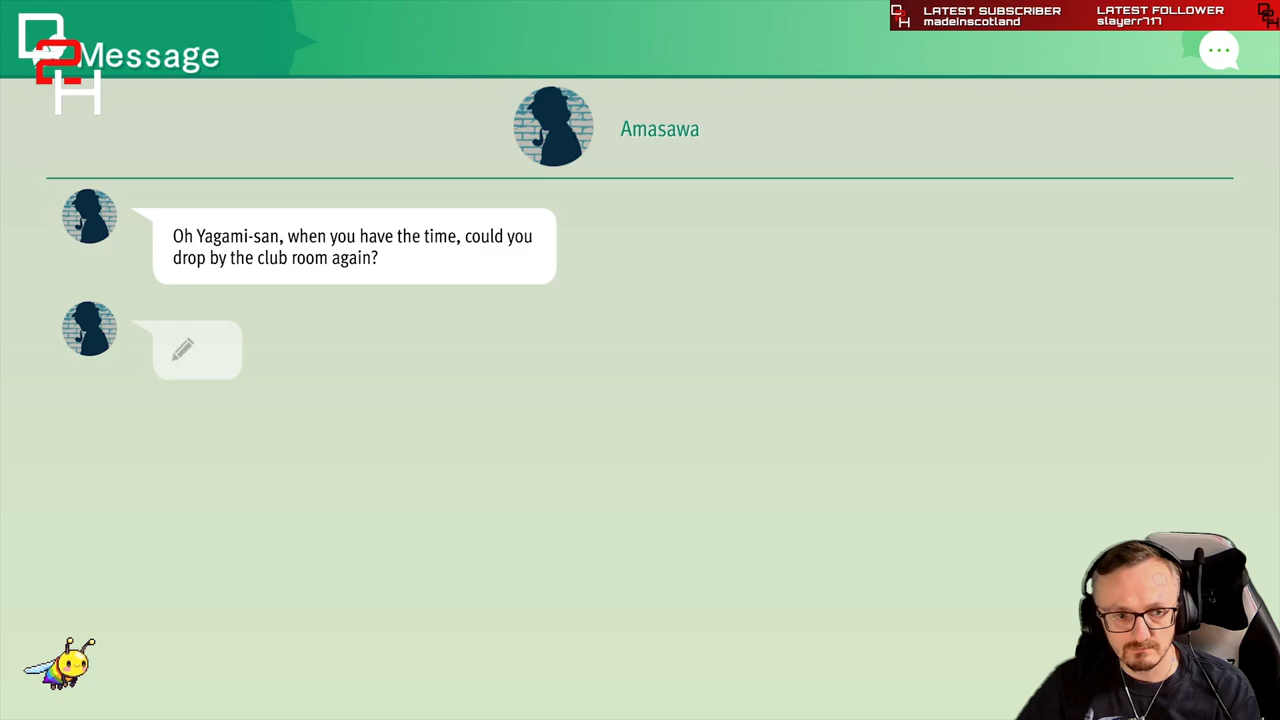 D2H
Message
LATEST SUBSCRIBER
madeinscotland
LATEST FOLLOWER
slayerr717
Amasawa
Oh Yagami-san, when you have the time, could you
drop by the club room again?